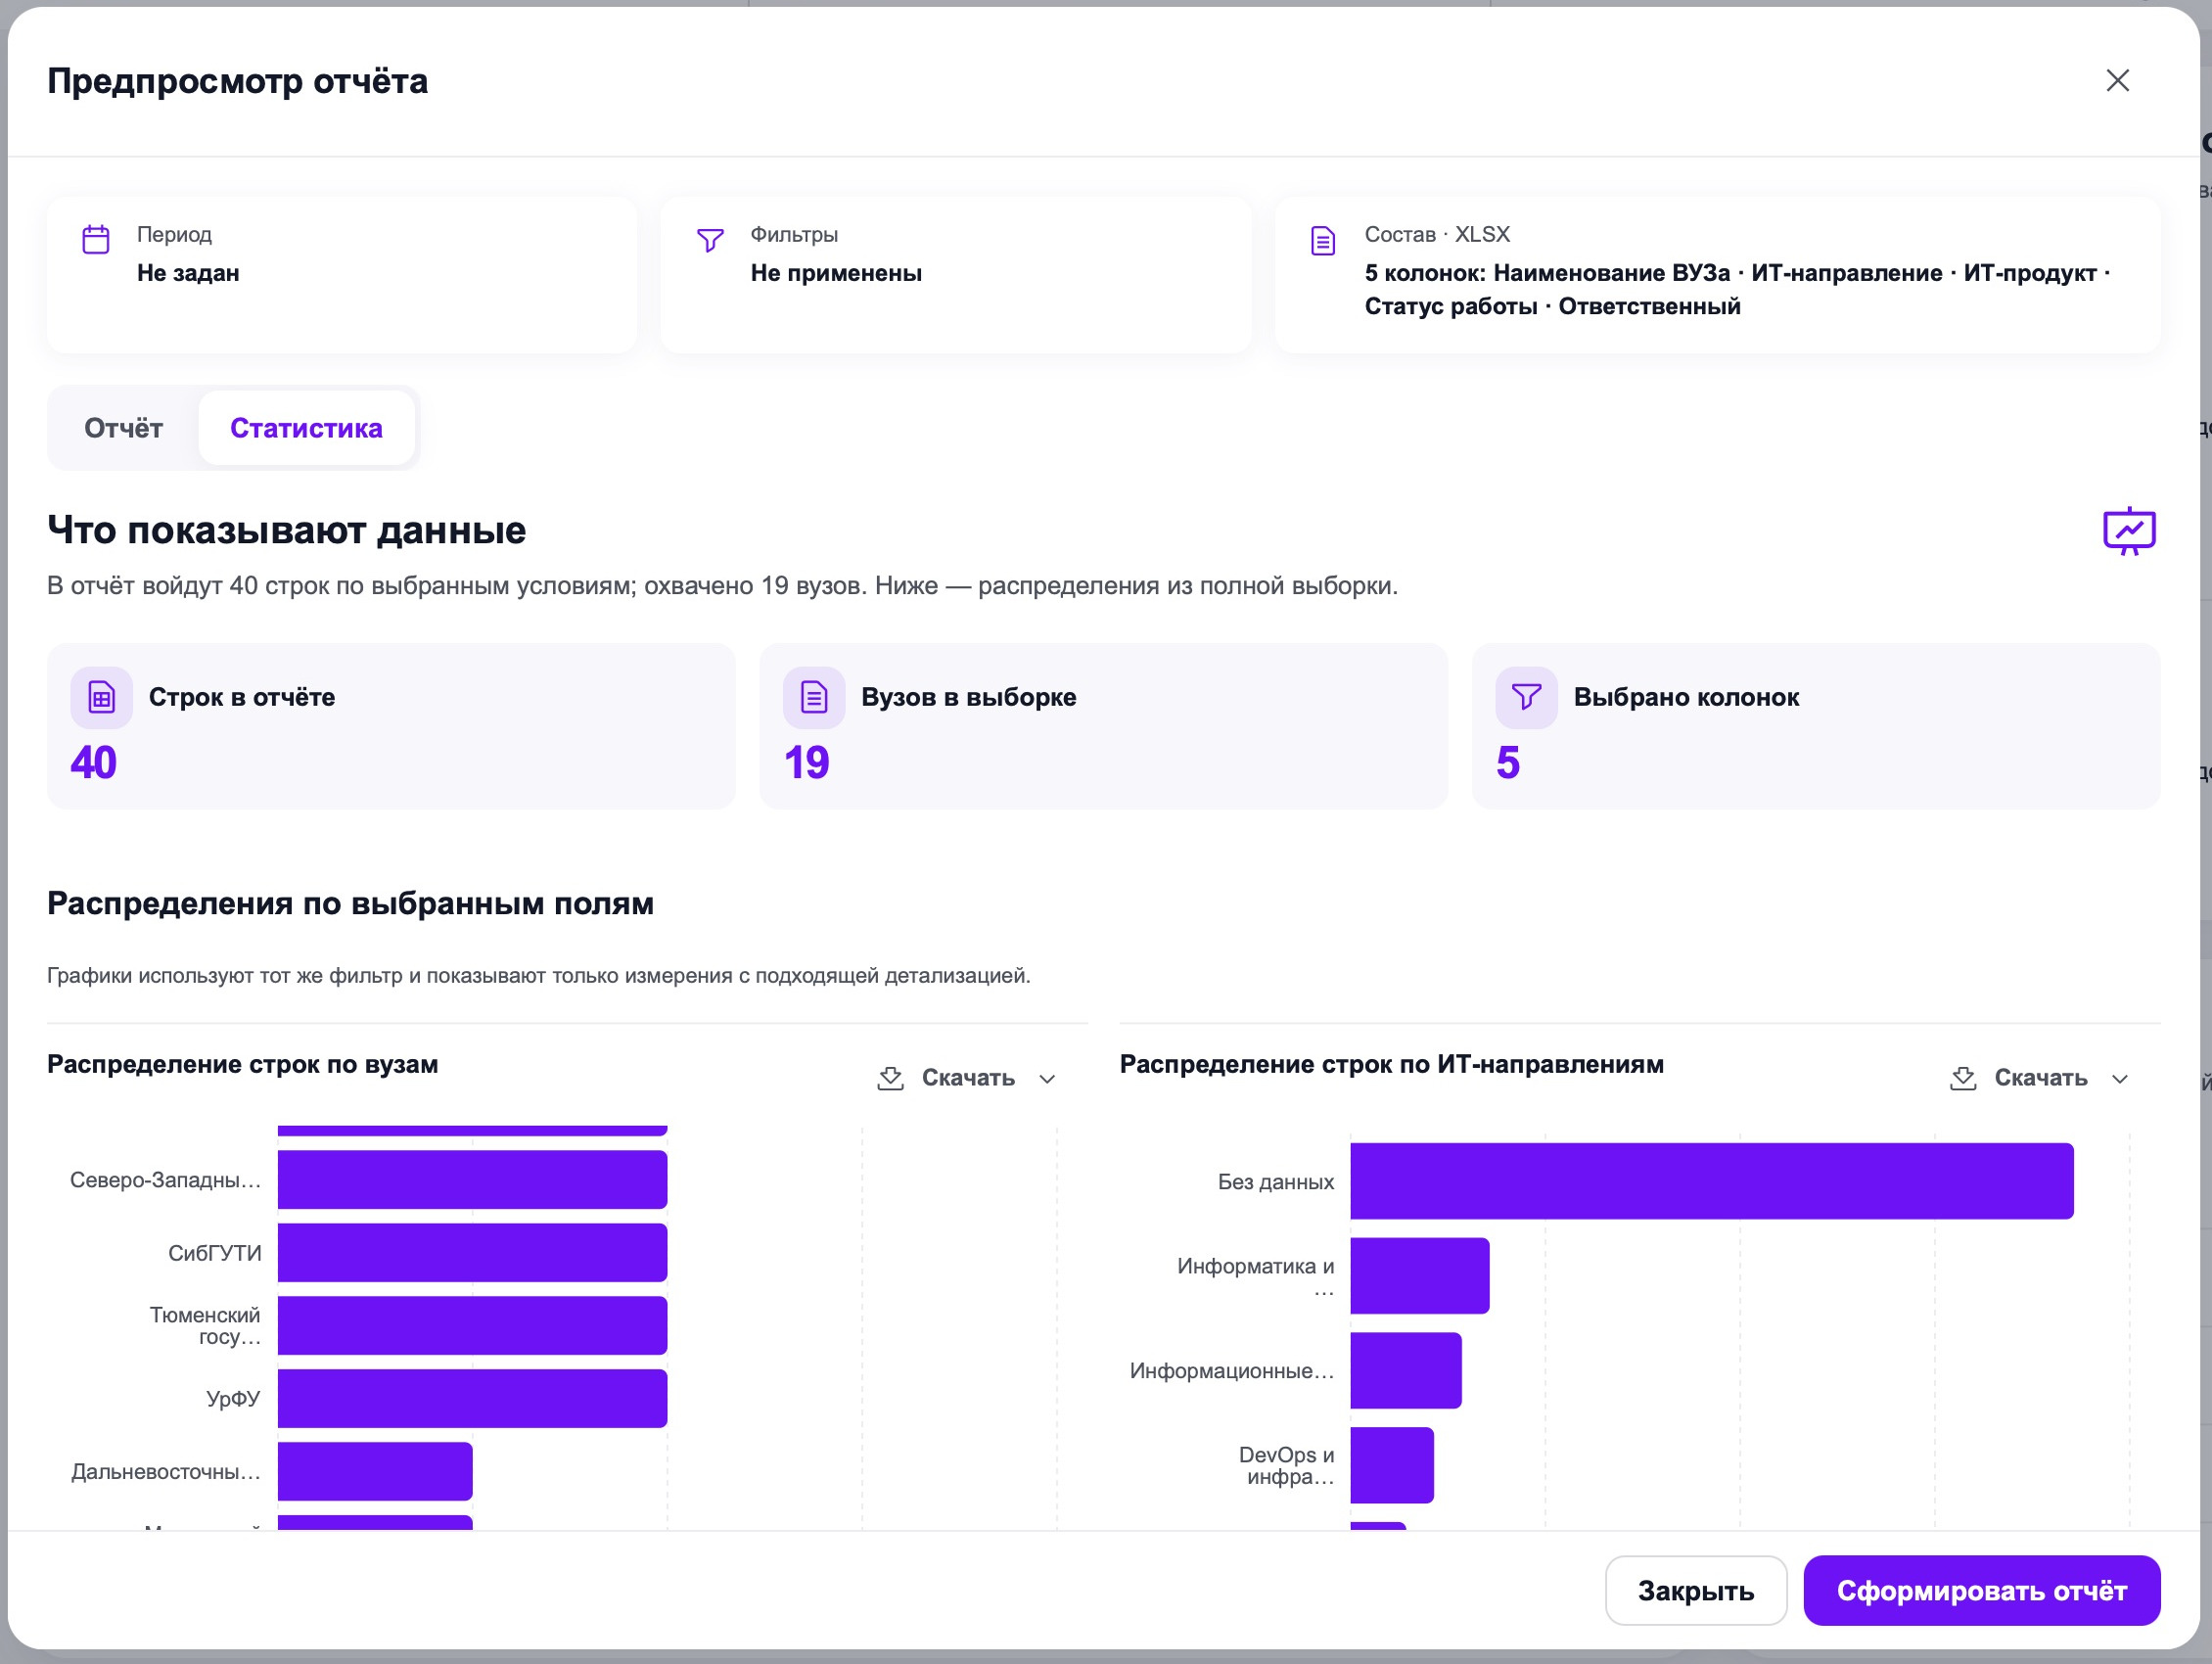 Предпросмотр отчёта
Период
Не задан
Фильтры
Не применены
Состав · XLSX
5 колонок: Наименование ВУЗа · ИТ-направление · ИТ-продукт ·
Статус работы · Ответственный
Отчёт
Статистика
Что показывают данные
В отчёт войдут 40 строк по выбранным условиям; охвачено 19 вузов. Ниже — распределения из полной выборки.
Строк в отчёте
40
Вузов в выборке
19
Выбрано колонок
5
Распределения по выбранным полям
Графики используют тот же фильтр и показывают только измерения с подходящей детализацией.
Распределение строк по вузам
Скачать
Северо-Западны…
СибГУТИ
Тюменский
госу…
УрФУ
Дальневосточны…
Распределение строк по ИТ-направлениям
Скачать
Без данных
Информатика и
…
Информационные…
DevOps и
инфра…
Закрыть
Сформировать отчёт